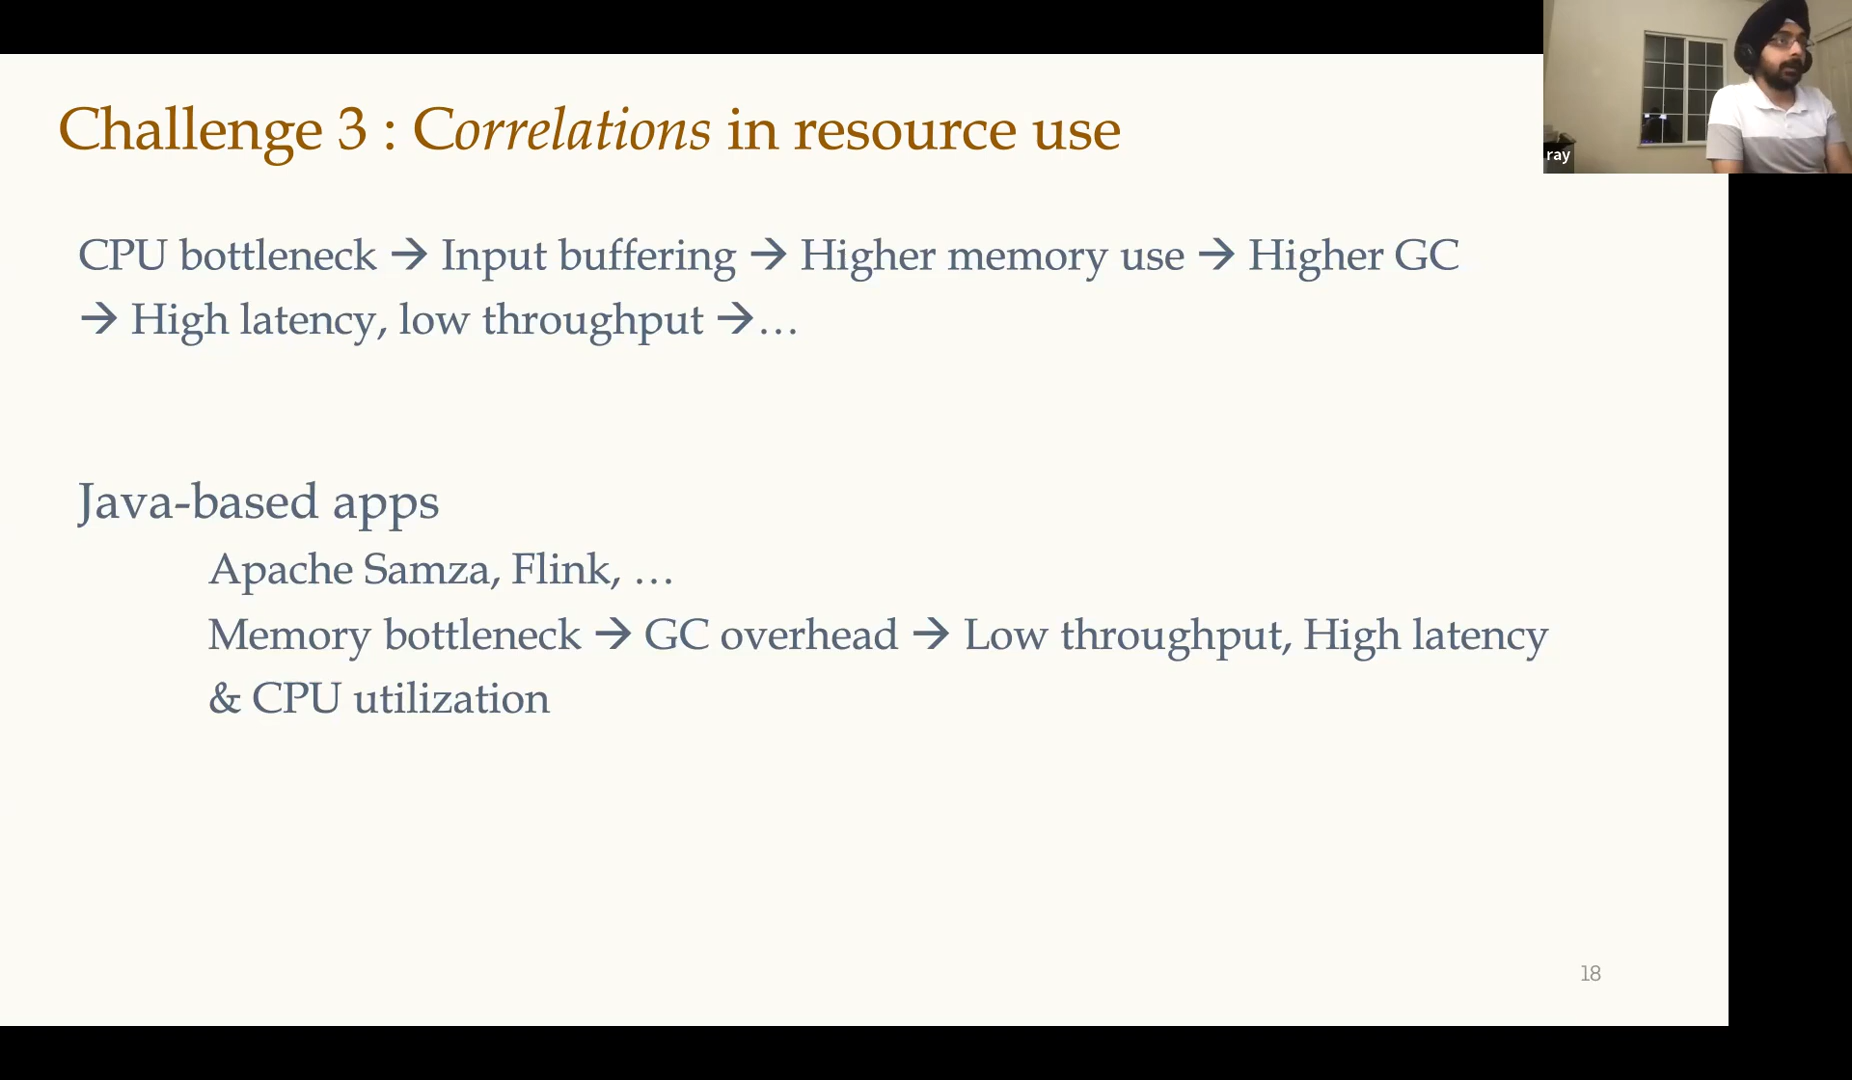 Challenge 3 : Correlations in resource use
CPU bottleneck → Input buffering → Higher memory use → Higher GC
→ High latency, low throughput →…
Java-based apps
Apache Samza, Flink, …
Memory bottleneck → GC overhead → Low throughput, High latency
& CPU utilization
18
ray